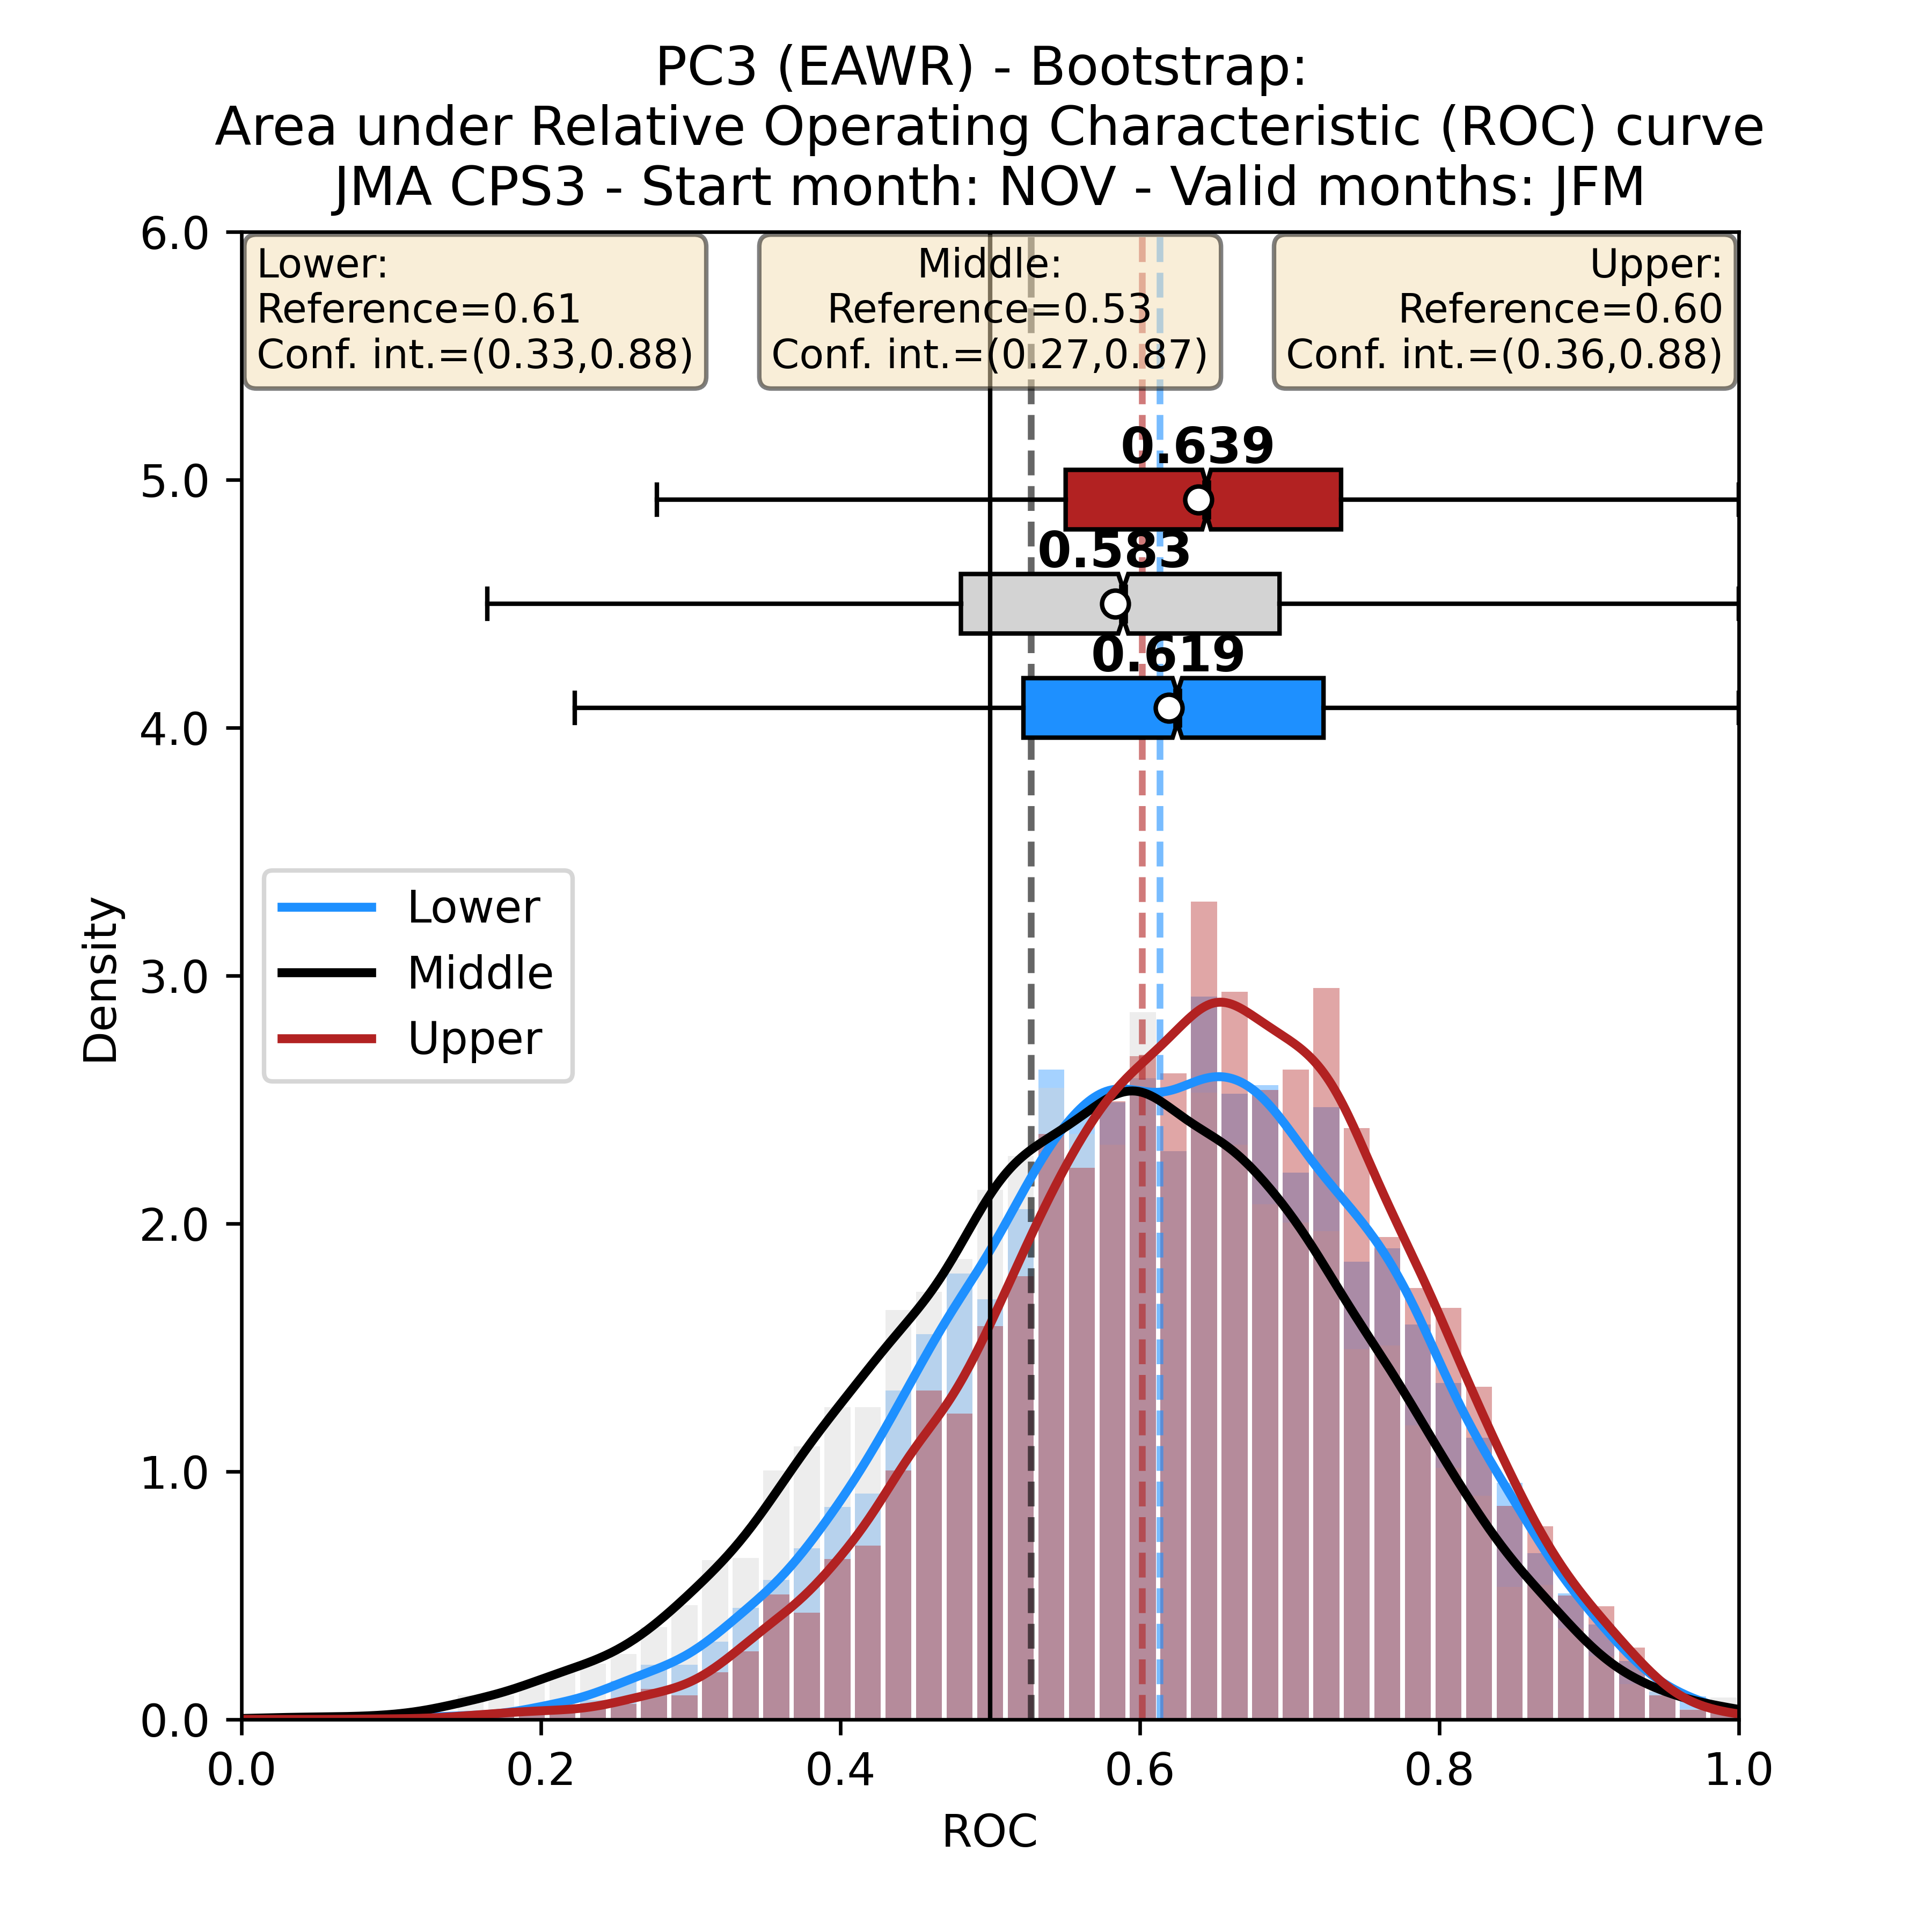 PC3 (EAWR) - Bootstrap:
Area under Relative Operating Characteristic (ROC) curve
JMA CPS3 - Start month: NOV - Valid months: JFM
Lower:
Reference=0.61
Conf. int.=(0.33,0.88)
Middle:
Reference=0.53
Conf. int.=(0.27,0.87)
Upper:
Reference=0.60
Conf. int.=(0.36,0.88)
0.639
0.583
0.619
Lower
Middle
Upper
Density
6.0
5.0
4.0
3.0
2.0
1.0
0.0
0.0 0.2 0.4 0.6 0.8 1.0
ROC